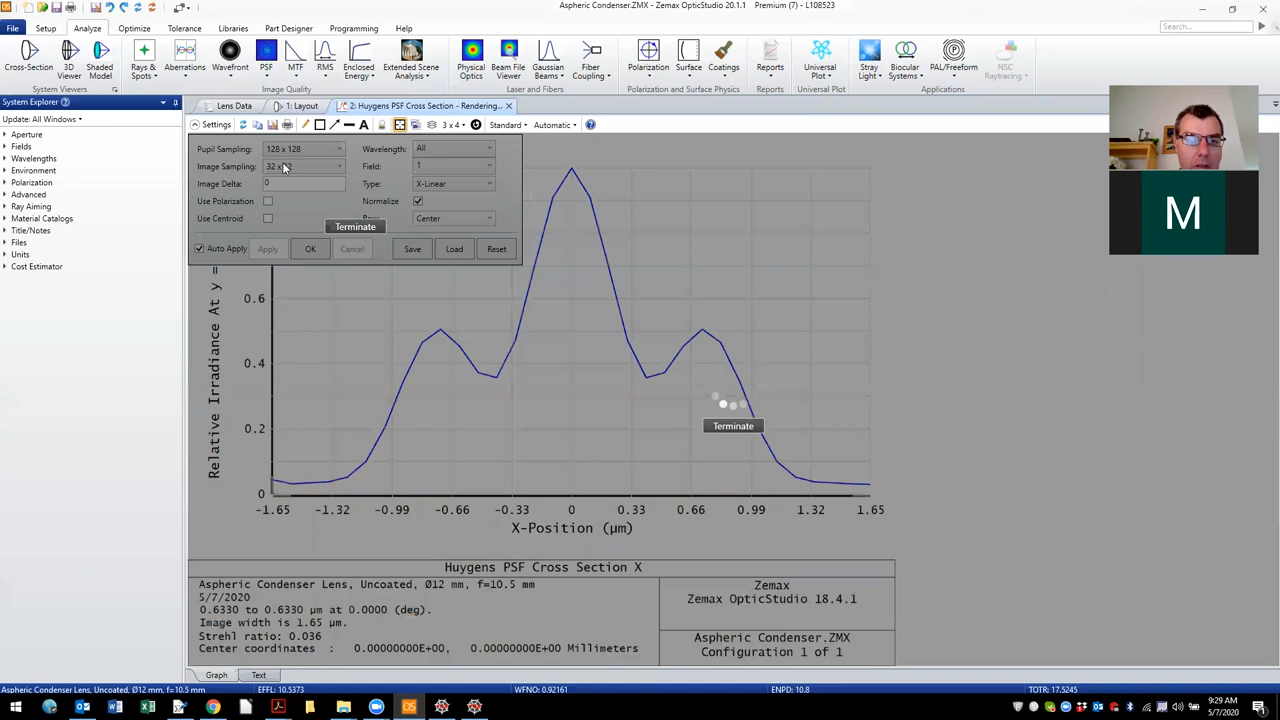 Aspheric Condenser.ZMX - Zemax OpticStudio 20.1.2 Premium (7) - L108523
File Setup Analyze Optimize Tolerance Libraries Part Designer Programming Help
Search...
Cross-Section
3D Viewer
Shaded Model
Rays & Spots
Aberrations
Wavefront
PSF
MTF
RMS
Enclosed Energy
Extended Scene Analysis
Physical Optics
Beam File Viewer
Gaussian Beams
Fiber Coupling
Polarization
Surface
Coatings
Reports
Universal Plot
Stray Light
Biocular Systems
PAL/Freeform
NSC Raytracing
System Viewers
Image Quality
Laser and Fibers
Polarization and Surface Physics
Reports
Universal Plot
Applications
System Explorer
Update: All Windows
Aperture
Fields
Wavelengths
Environment
Polarization
Advanced
Ray Aiming
Material Catalogs
Title/Notes
Files
Units
Cost Estimator
Lens Data
1: Layout
2: Huygens PSF Cross Section - Rendering...
Settings
A
3 x 4
Standard
Automatic
Pupil Sampling: 128 x 128
Wavelength: All
Image Sampling:
Field: 1
Image Delta: 0
Type: X-Linear
Use Polarization
Normalize
Use Centroid
Center
Terminate
Auto Apply
Apply
OK
Cancel
Save
Load
Reset
Relative Irradiance At y =
0.6
0.4
0.2
0
Terminate
-1.65 -1.32 -0.99 -0.66 -0.33 0 0.33 0.66 0.99 1.32 1.65
X-Position (µm)
M
Huygens PSF Cross Section X
Aspheric Condenser Lens, Uncoated, Ø12 mm, f=10.5 mm
5/7/2020
0.6330 to 0.6330 µm at 0.0000 (deg).
Image width is 1.65 µm.
Strehl ratio: 0.036
Center coordinates : 0.00000000E+00, 0.00000000E+00 Millimeters
Zemax
Zemax OpticStudio 18.4.1
Aspheric Condenser.ZMX
Configuration 1 of 1
Graph
Text
Aspheric Condenser Lens, Uncoated, Ø12 mm, f=10.5 mm
EFFL: 10.5373
WFNO: 0.92161
ENPD: 10.8
TOTR: 17.5245
9:29 AM
5/7/2020